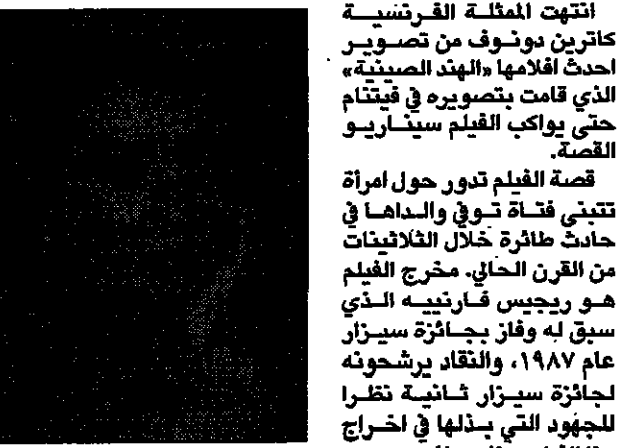 انتهت الممثلة الفرنسية
كاترين دونوف من تصوير
احدث افلامها «الهند الصينية»
الذي قامت بتصويره في فيتنام
حتى يواكب الفيلم سيناريو
القصة.
قصة الفيلم تدور حول امرأة
تتبنى فتاة توفي والداها في
حادث طائرة خلال الثلاثينات
من القرن الحالي. مخرج الفيلم
هو ريجيس فارنييه الذي
سبق له وفاز بجائزة سيزار
عام ١٩٨٧، والنقاد يرشحونه
لجائزة سيزار ثانية نظرا
للجهود التي بذلها في اخراج